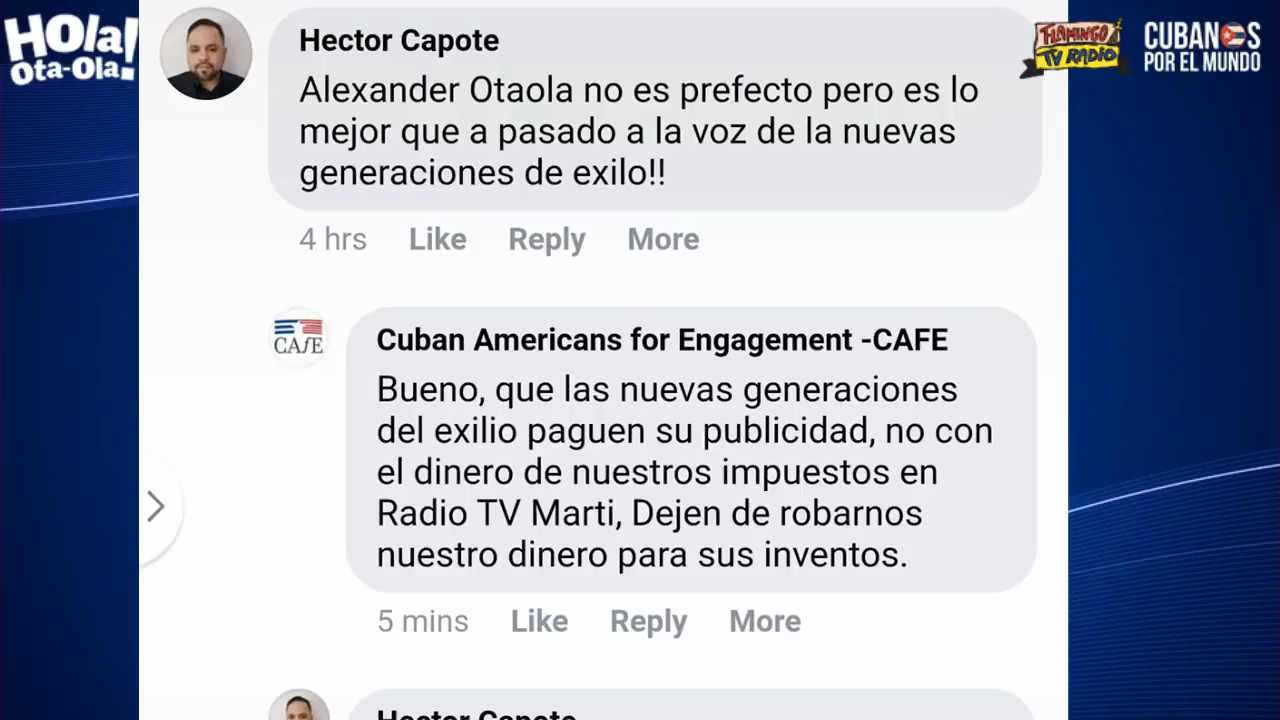 Hola!
Ota-Ola!
FLAMINGO
TV RADIO
CUBANOS
POR EL MUNDO
Hector Capote
Alexander Otaola no es prefecto pero es lo
mejor que a pasado a la voz de la nuevas
generaciones de exilo!!
4 hrs Like Reply More
CAFE
Cuban Americans for Engagement -CAFE
Bueno, que las nuevas generaciones
del exilio paguen su publicidad, no con
el dinero de nuestros impuestos en
Radio TV Marti, Dejen de robarnos
nuestro dinero para sus inventos.
5 mins Like Reply More
Hector Capote